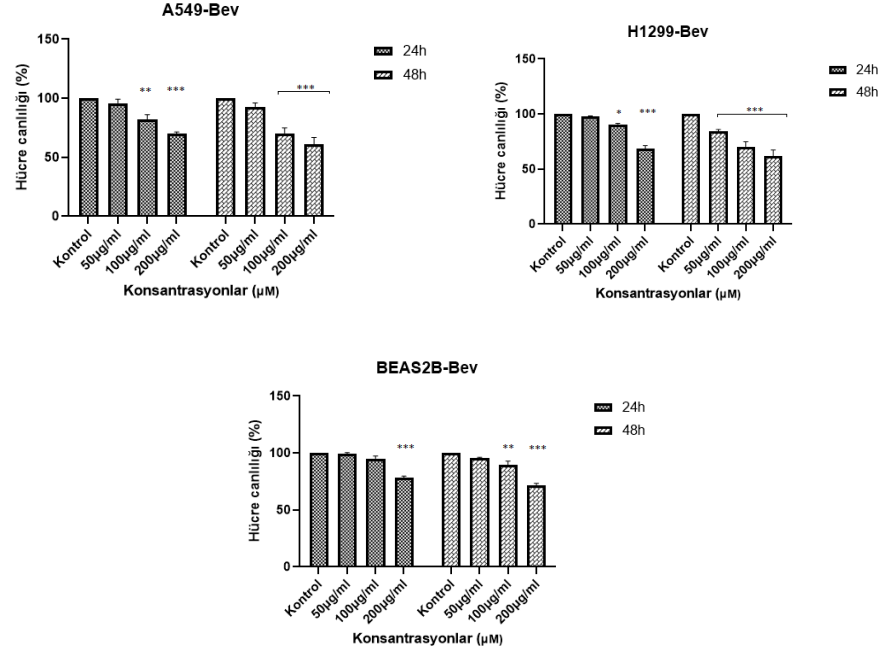 A549-Bev
150
100
50
0
Hücre canlılığı (%)
** *** ***
24h
48h
Kontrol 50µg/ml 100µg/ml 200µg/ml Kontrol 50µg/ml 100µg/ml 200µg/ml
Konsantrasyonlar (µM)
H1299-Bev
150
100
50
0
Hücre canlılığı (%)
* *** ***
24h
48h
Kontrol 50µg/ml 100µg/ml 200µg/ml Kontrol 50µg/ml 100µg/ml 200µg/ml
Konsantrasyonlar (µM)
BEAS2B-Bev
150
100
50
0
Hücre canlılığı (%)
*** ** ***
24h
48h
Kontrol 50µg/ml 100µg/ml 200µg/ml Kontrol 50µg/ml 100µg/ml 200µg/ml
Konsantrasyonlar (µM)